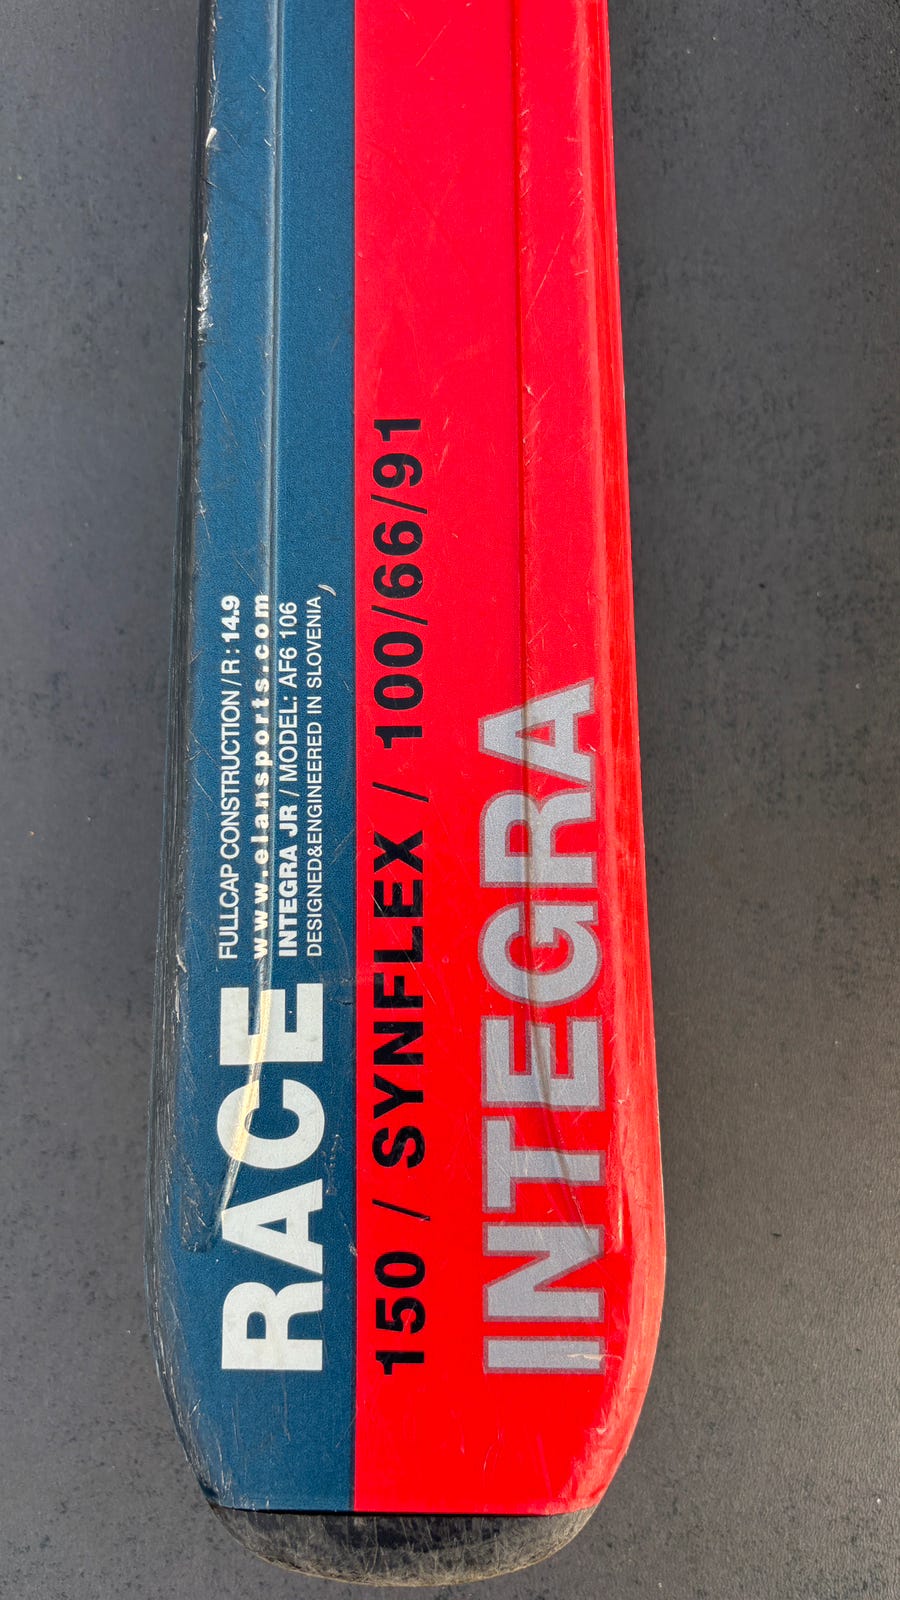 FULLCAP CONSTRUCTION / R : 14.9
www.elansports.com
INTEGRA JR / MODEL: AF6 106
DESIGNED&ENGINEERED IN SLOVENIA
RACE
150 / SYNFLEX / 100/66/91
INTEGRA